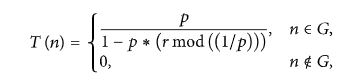 T (n) = { p / (1 − p ∗ (r mod ((1/p)))), n ∈ G,
0, n ∉ G,